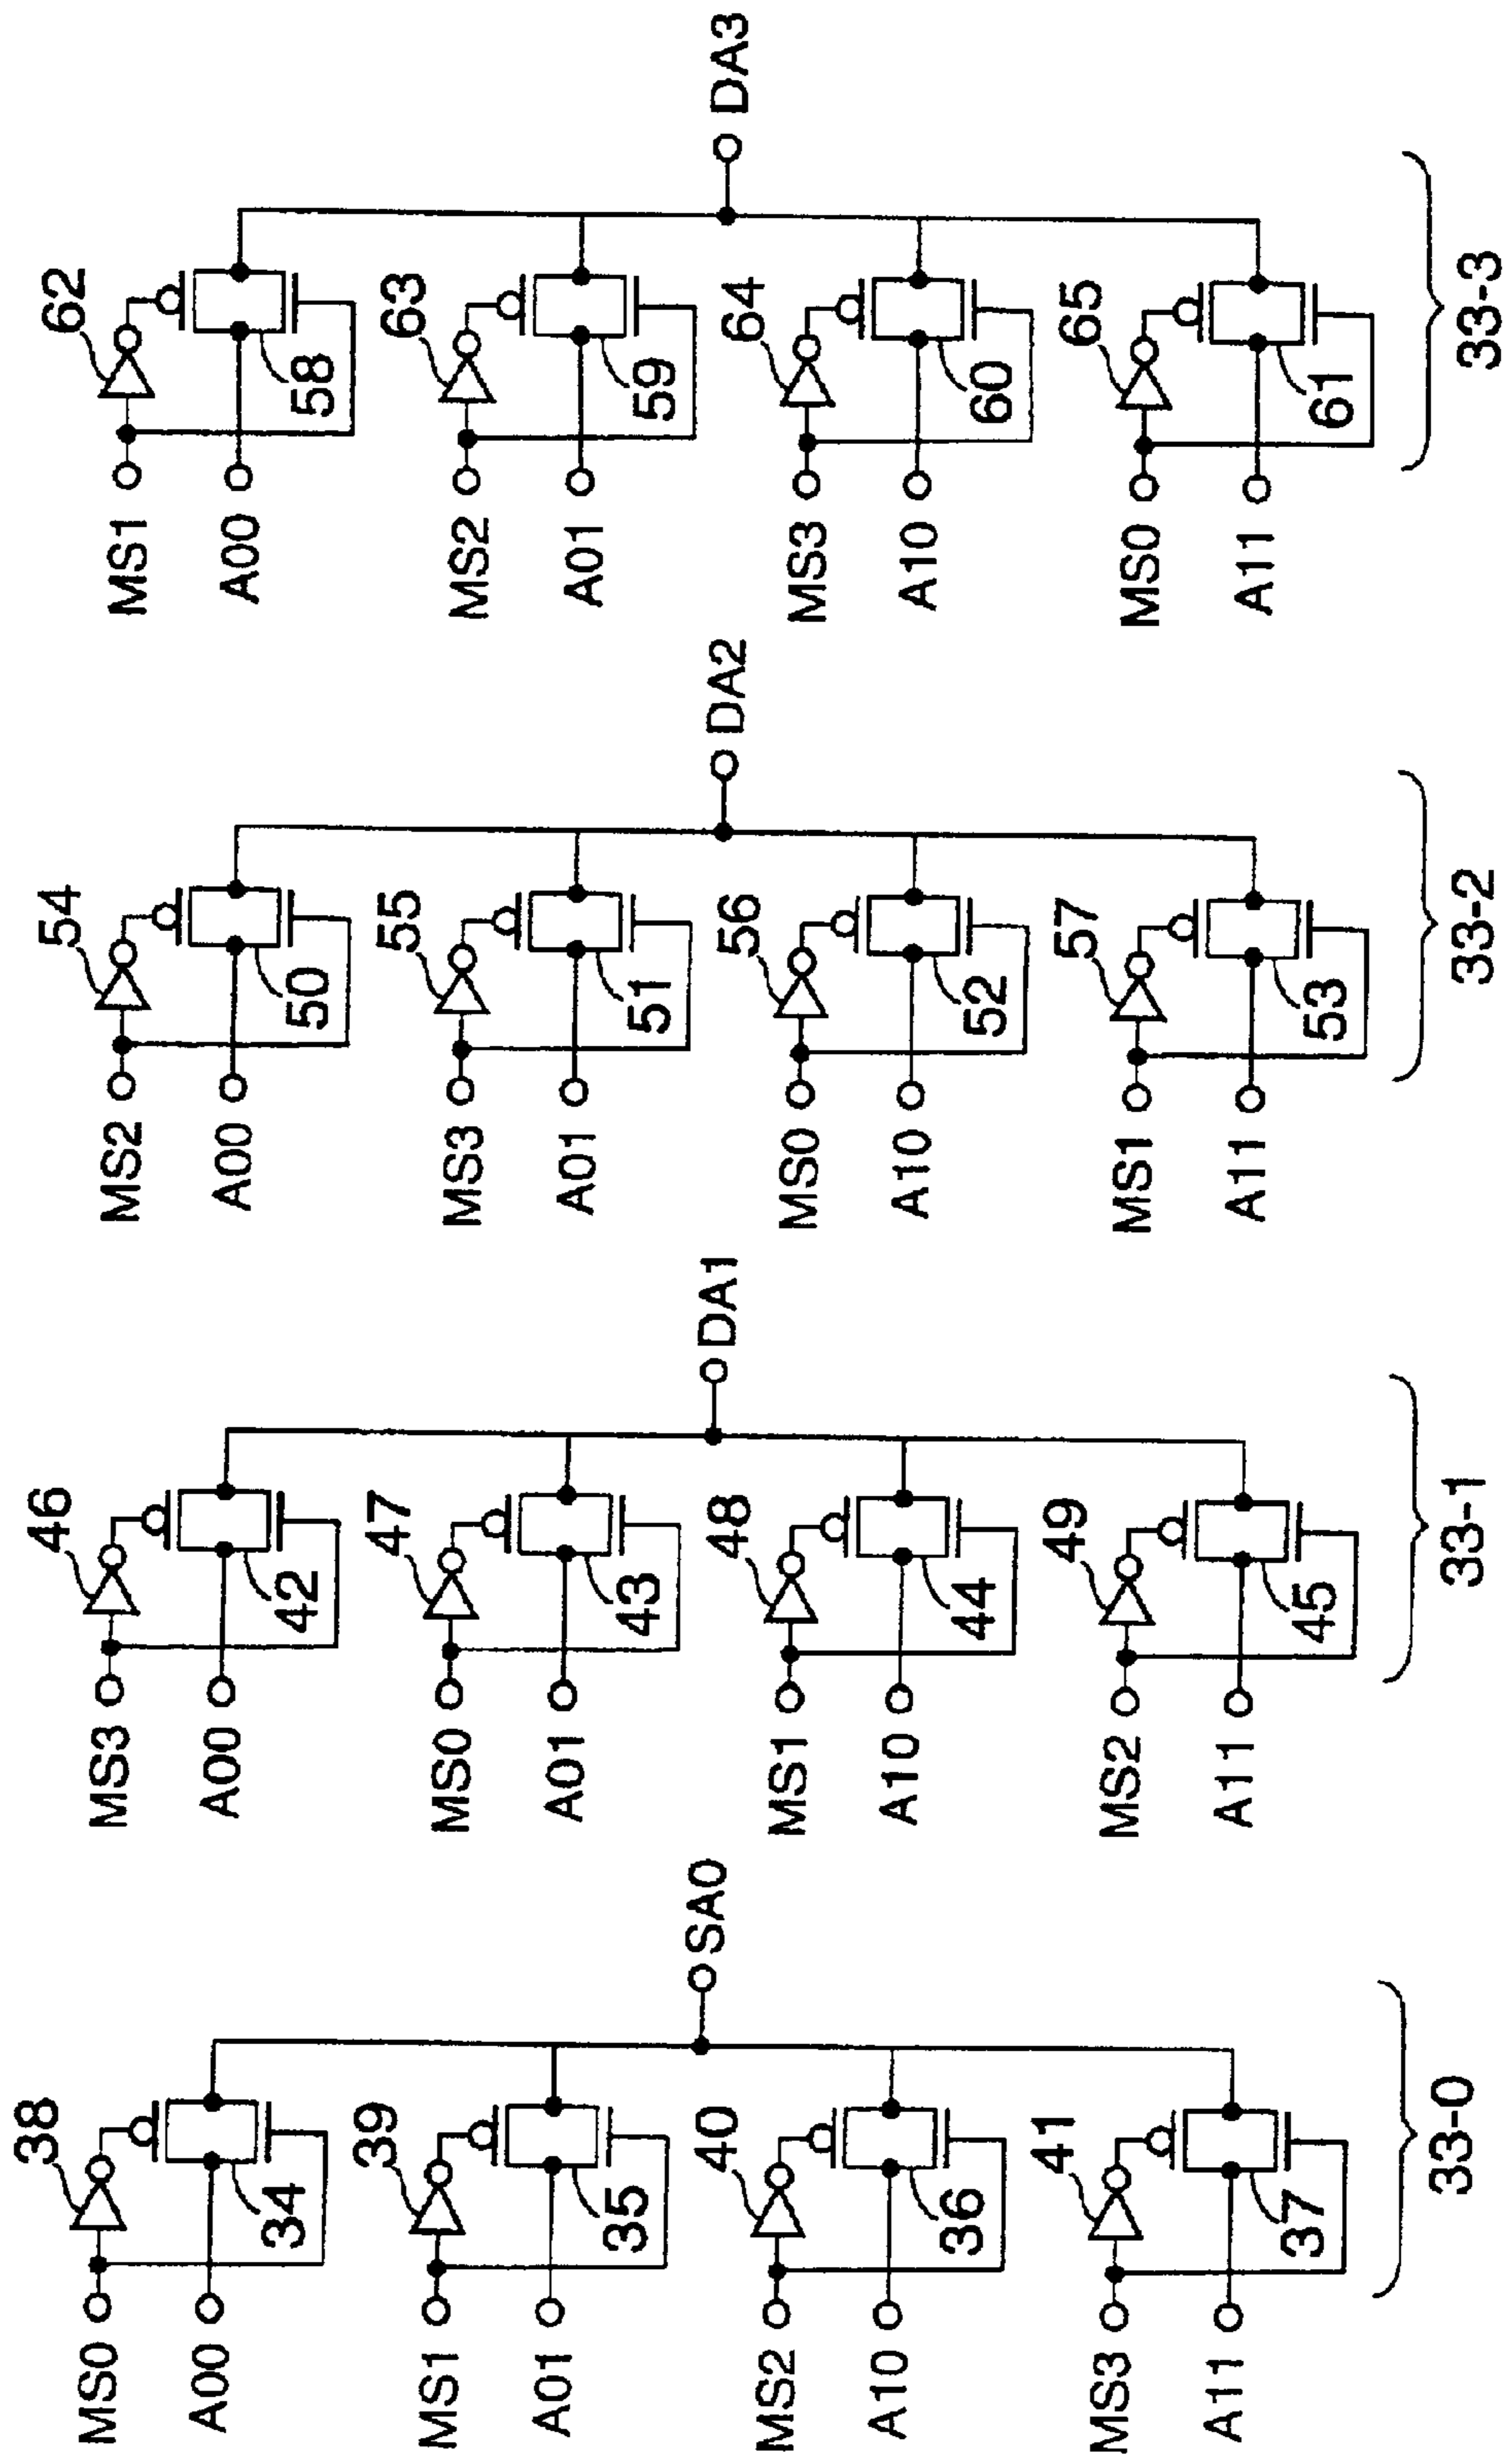 38
MS0
A00
34
39
MS1
A01
35
SA0
40
MS2
A10
36
41
MS3
A11
37
33-0
46
MS3
A00
42
47
MS0
A01
43
DA1
48
MS1
A10
44
49
MS2
A11
45
33-1
54
MS2
A00
50
55
MS3
A01
51
DA2
56
MS0
A10
52
57
MS1
A11
53
33-2
62
MS1
A00
58
63
MS2
A01
59
DA3
64
MS3
A10
60
65
MS0
A11
61
33-3